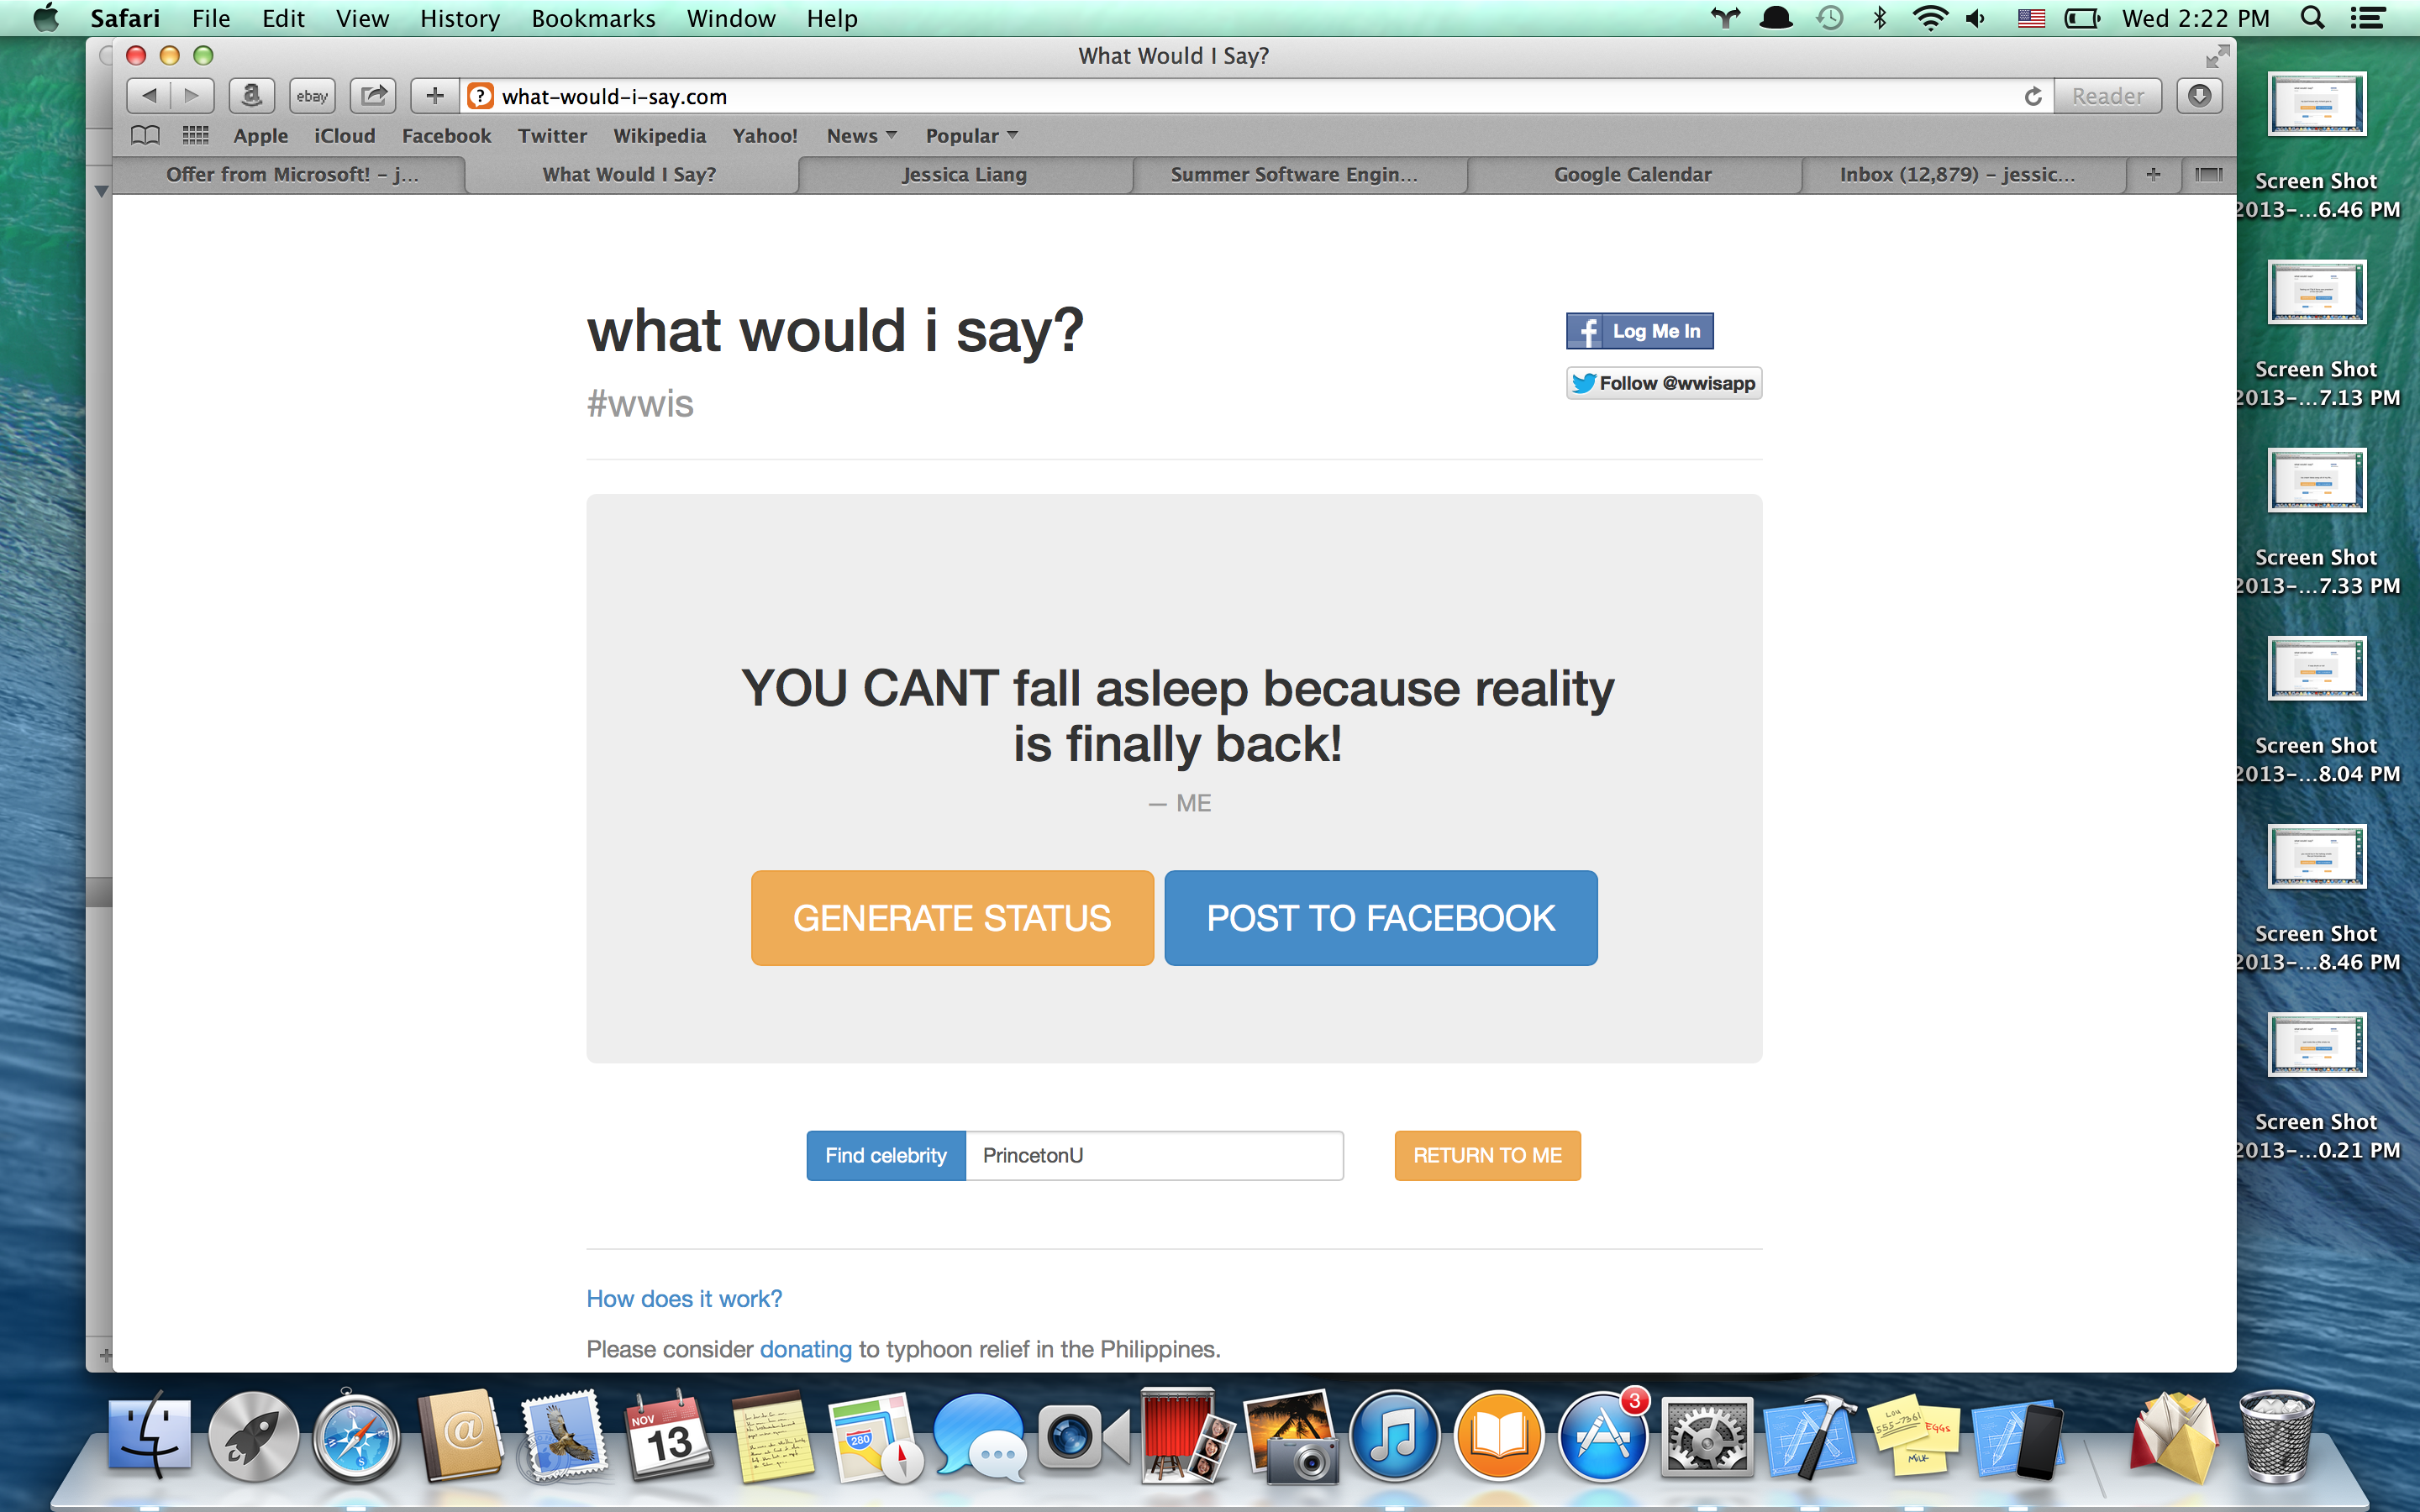 Safari File Edit View History Bookmarks Window Help Wed 2:22 PM
What Would I Say?
a ebay + ? what-would-i-say.com Reader
Apple iCloud Facebook Twitter Wikipedia Yahoo! News Popular
Offer from Microsoft! – j... What Would I Say? Jessica Liang Summer Software Engin... Google Calendar Inbox (12,879) – jessic... +
what would i say?
#wwis
f Log Me In
Follow @wwisapp
YOU CANT fall asleep because reality
is finally back!
— ME
GENERATE STATUS POST TO FACEBOOK
Find celebrity PrincetonU RETURN TO ME
How does it work?
Please consider donating to typhoon relief in the Philippines.
Screen Shot
2013-...6.46 PM
Screen Shot
2013-...7.13 PM
Screen Shot
2013-...7.33 PM
Screen Shot
2013-...8.04 PM
Screen Shot
2013-...8.46 PM
Screen Shot
2013-...0.21 PM
NOV
13
@
280
3
Lou
555-7361
EGGS
MILK